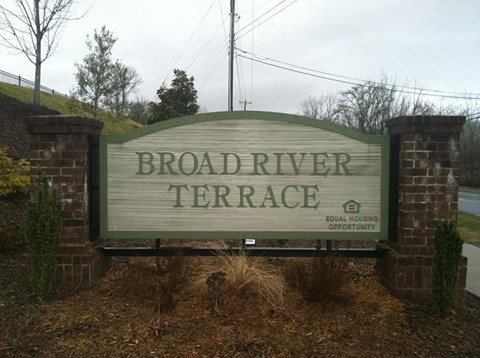 BROAD RIVER
TERRACE
EQUAL HOUSING
OPPORTUNITY